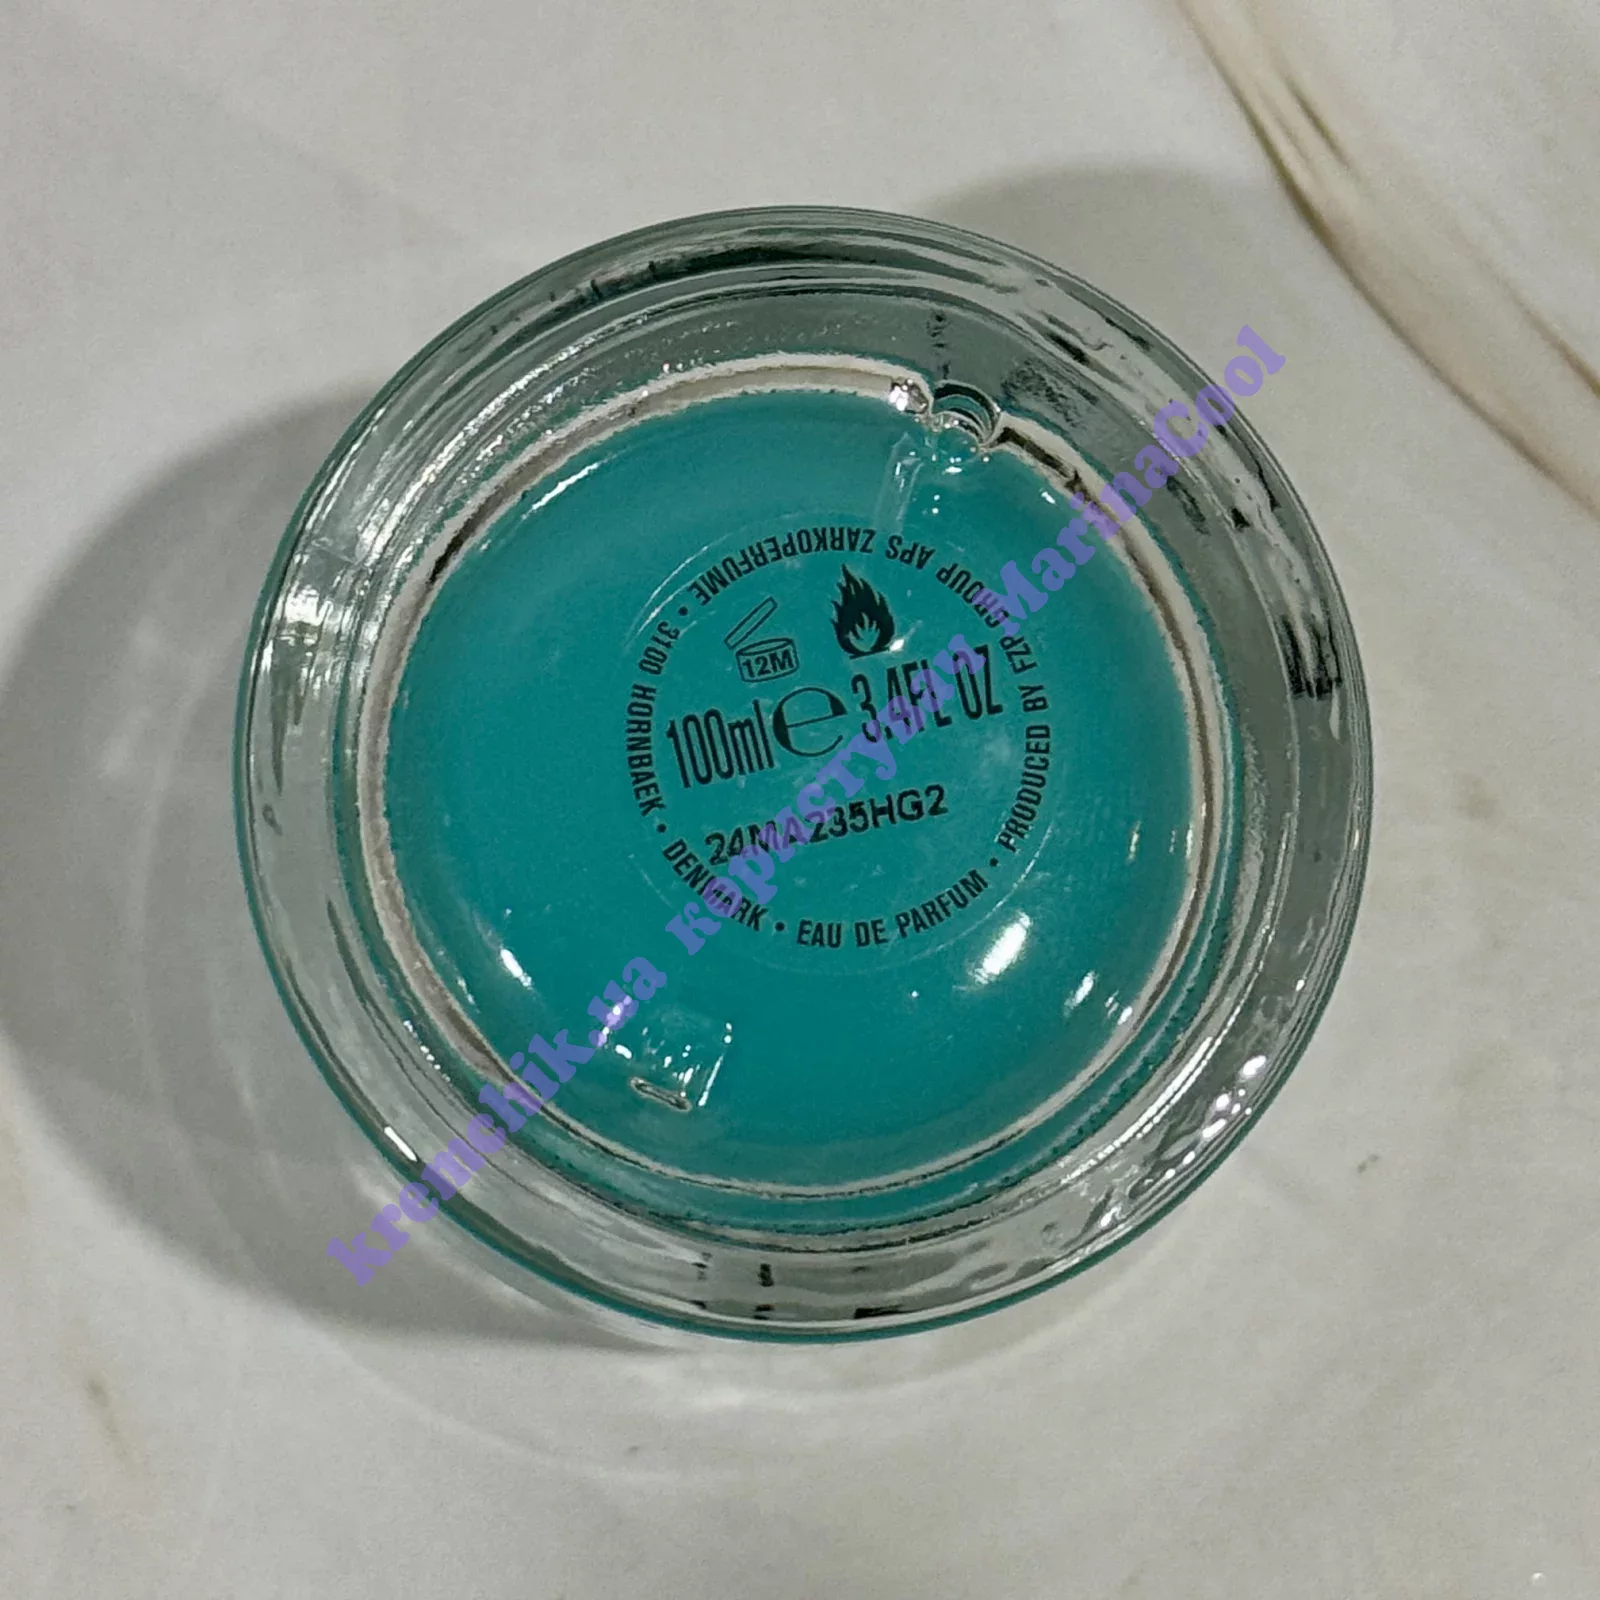 12M
100ml e 3.4FL OZ
24MA235HG2
EAU DE PARFUM • PRODUCED BY FZP GROUP APS ZARKOPERFUME • 3100 HORNBAEK • DENMARK •
kremchik.ua користувач MarinaCool